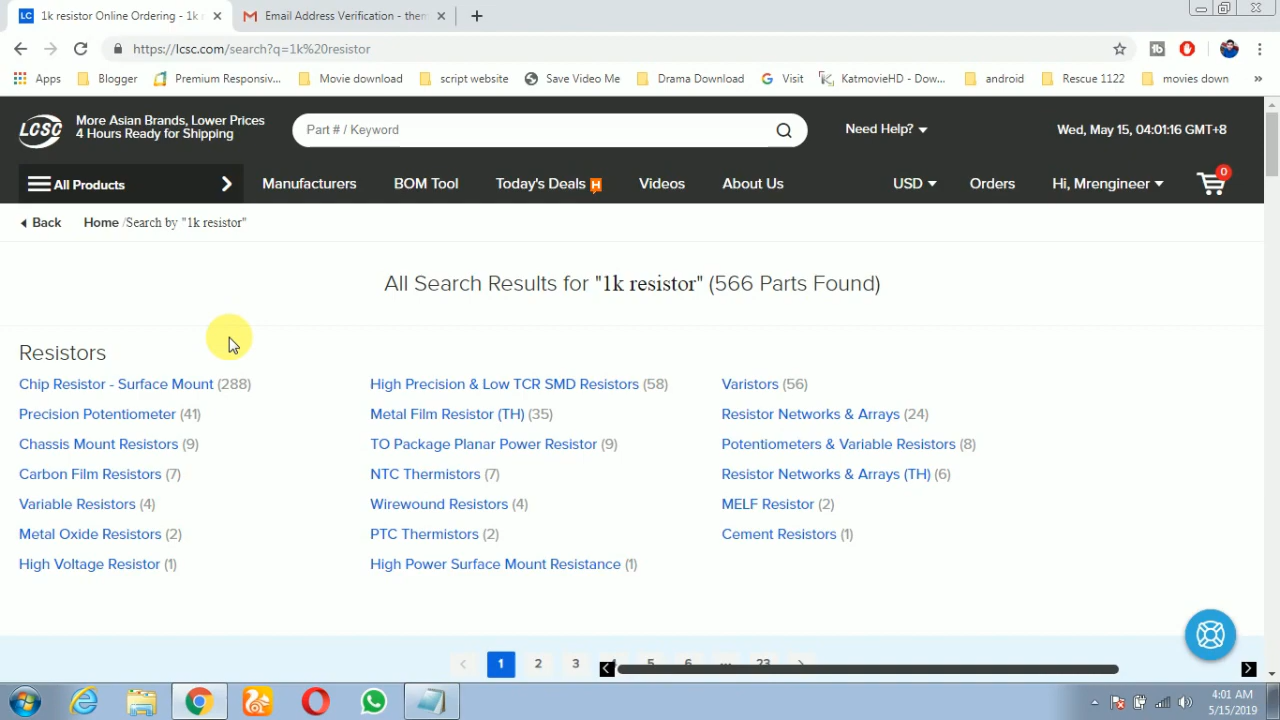 1k resistor Online Ordering - 1k r
Email Address Verification - them
https://lcsc.com/search?q=1k%20resistor
Apps
Blogger
Premium Responsiv...
Movie download
script website
Save Video Me
Drama Download
Visit
KatmovieHD - Dow...
android
Rescue 1122
movies down
LCSC
More Asian Brands, Lower Prices
4 Hours Ready for Shipping
Part # / Keyword
Need Help?
Wed, May 15, 04:01:16 GMT+8
All Products
Manufacturers
BOM Tool
Today's Deals
H
Videos
About Us
USD
Orders
Hi, Mrengineer
0
Back
Home /Search by "1k resistor"
All Search Results for "1k resistor" (566 Parts Found)
Resistors
Chip Resistor - Surface Mount (288)
High Precision & Low TCR SMD Resistors (58)
Varistors (56)
Precision Potentiometer (41)
Metal Film Resistor (TH) (35)
Resistor Networks & Arrays (24)
Chassis Mount Resistors (9)
TO Package Planar Power Resistor (9)
Potentiometers & Variable Resistors (8)
Carbon Film Resistors (7)
NTC Thermistors (7)
Resistor Networks & Arrays (TH) (6)
Variable Resistors (4)
Wirewound Resistors (4)
MELF Resistor (2)
Metal Oxide Resistors (2)
PTC Thermistors (2)
Cement Resistors (1)
High Voltage Resistor (1)
High Power Surface Mount Resistance (1)
1 2 3 5 6 ... 23
4:01 AM
5/15/2019